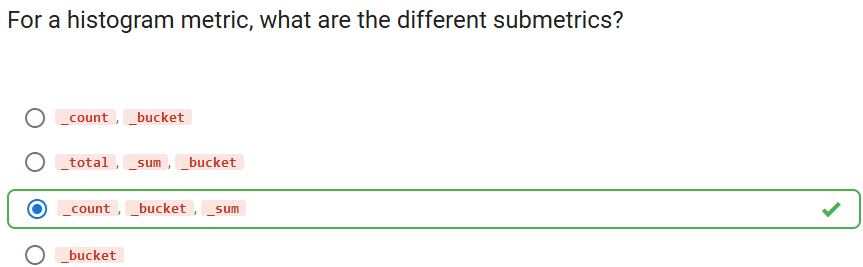 For a histogram metric, what are the different submetrics?
_count, _bucket
_total, _sum, _bucket
_count, _bucket, _sum
_bucket